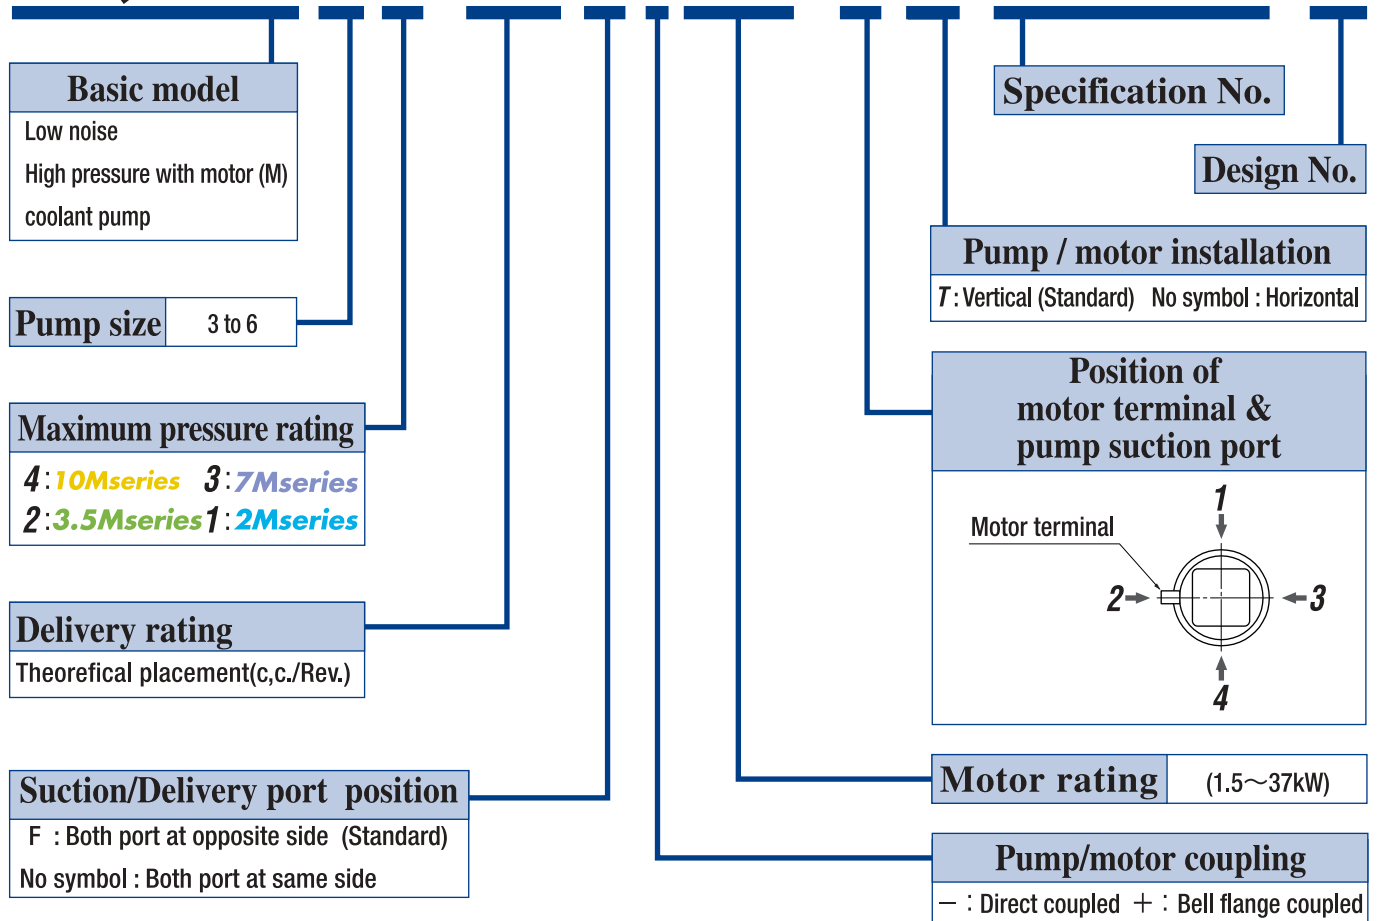 Basic model
Low noise
High pressure with motor (M)
coolant pump
Pump size 3 to 6
Maximum pressure rating
4 : 10Mseries 3 : 7Mseries
2 : 3.5Mseries 1 : 2Mseries
Delivery rating
Theorefical placement(c,c./Rev.)
Suction/Delivery port position
F : Both port at opposite side (Standard)
No symbol : Both port at same side
Specification No.
Design No.
Pump / motor installation
T : Vertical (Standard) No symbol : Horizontal
Position of
motor terminal &
pump suction port
1
Motor terminal
2
3
4
Motor rating (1.5～37kW)
Pump/motor coupling
− : Direct coupled + : Bell flange coupled